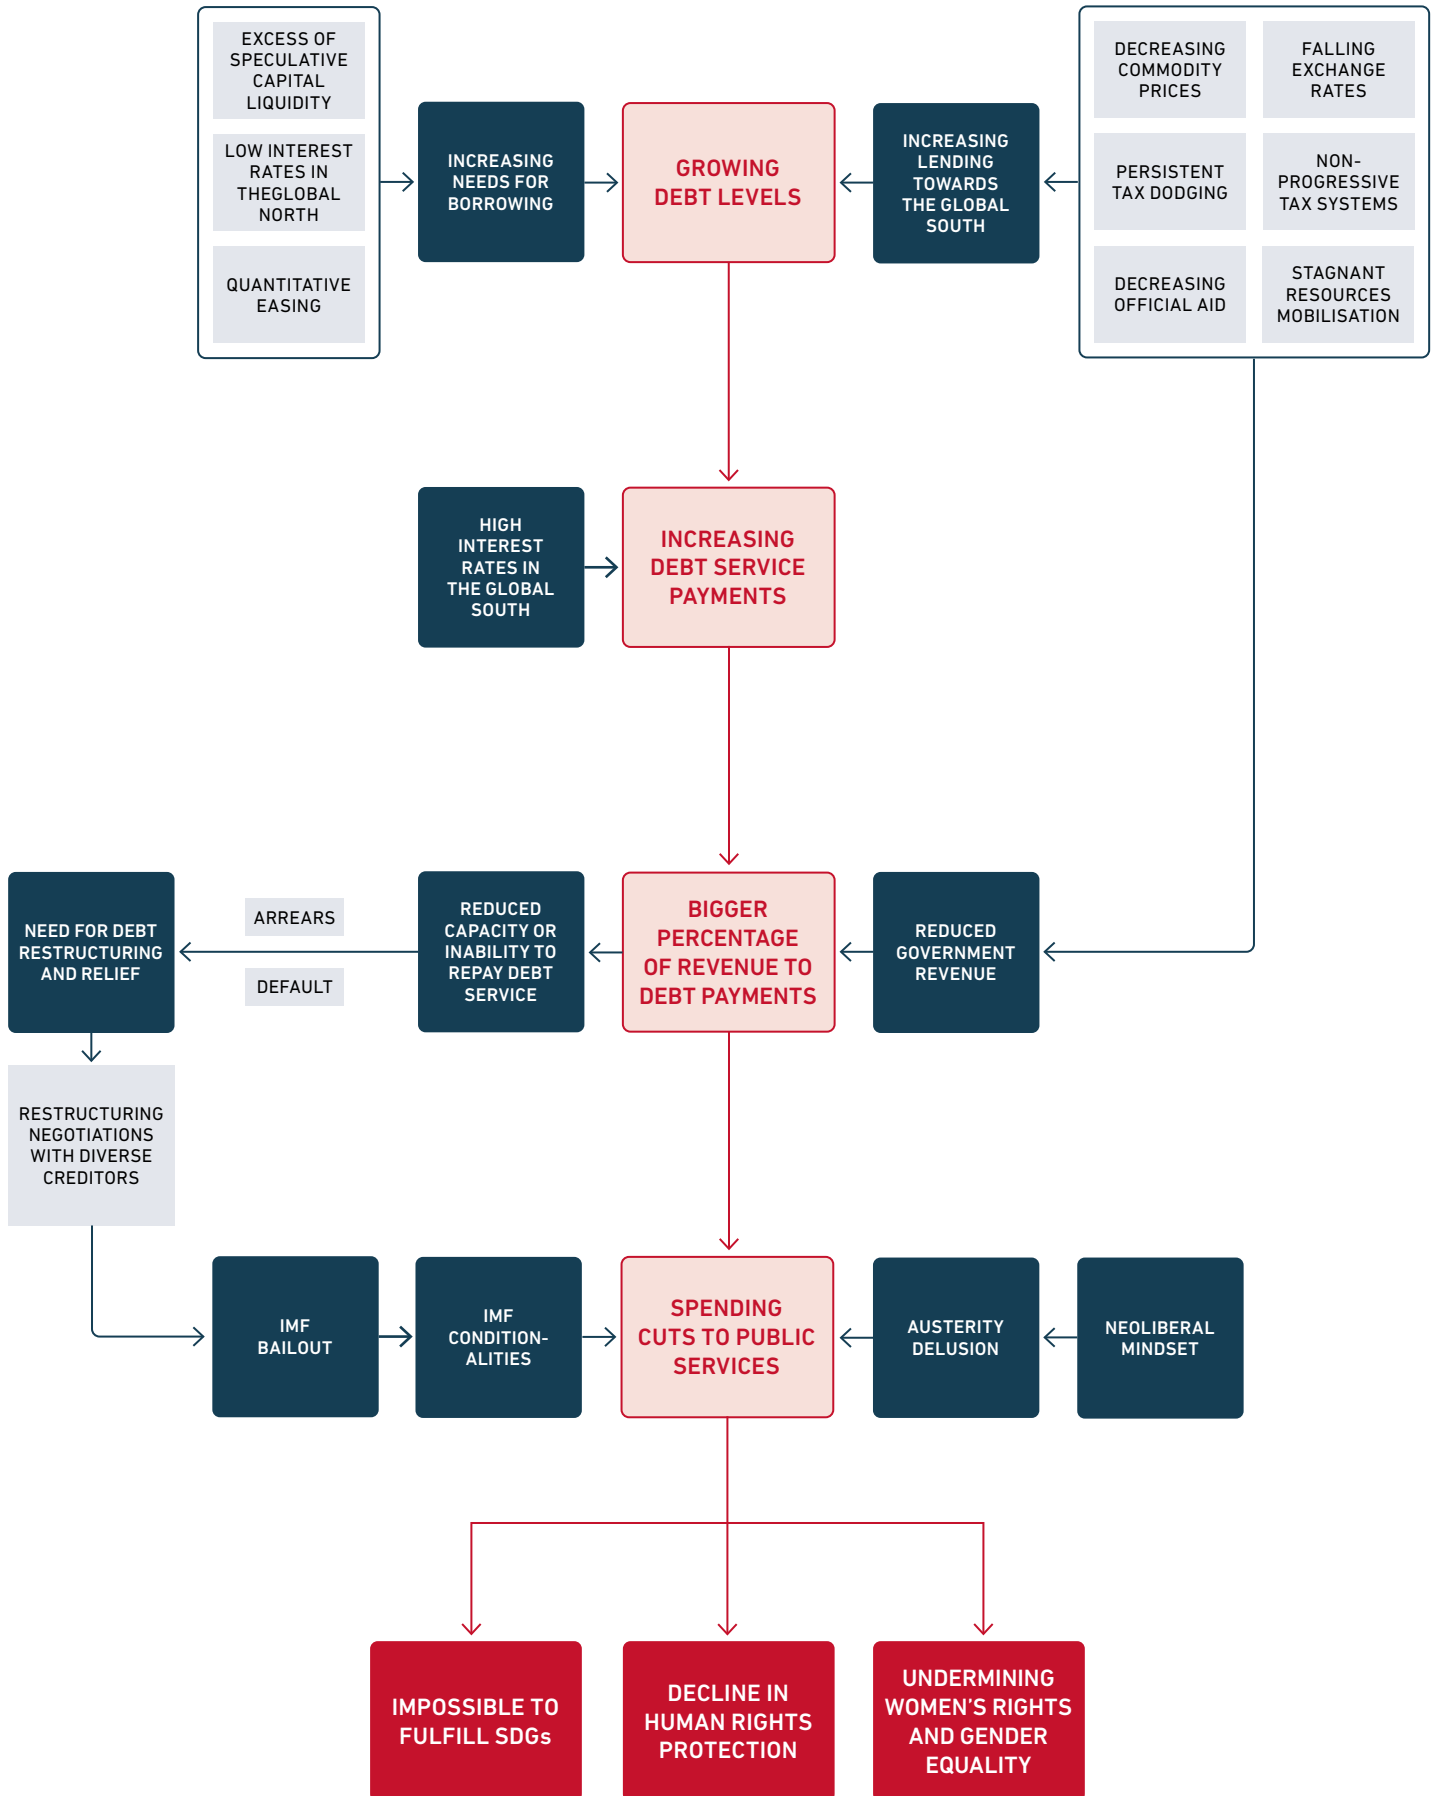 EXCESS OF
SPECULATIVE
CAPITAL
LIQUIDITY
LOW INTEREST
RATES IN
THEGLOBAL
NORTH
QUANTITATIVE
EASING
INCREASING
NEEDS FOR
BORROWING
GROWING
DEBT LEVELS
INCREASING
LENDING
TOWARDS
THE GLOBAL
SOUTH
DECREASING
COMMODITY
PRICES
FALLING
EXCHANGE
RATES
PERSISTENT
TAX DODGING
NON-
PROGRESSIVE
TAX SYSTEMS
DECREASING
OFFICIAL AID
STAGNANT
RESOURCES
MOBILISATION
HIGH
INTEREST
RATES IN
THE GLOBAL
SOUTH
INCREASING
DEBT SERVICE
PAYMENTS
NEED FOR DEBT
RESTRUCTURING
AND RELIEF
ARREARS
DEFAULT
REDUCED
CAPACITY OR
INABILITY TO
REPAY DEBT
SERVICE
BIGGER
PERCENTAGE
OF REVENUE TO
DEBT PAYMENTS
REDUCED
GOVERNMENT
REVENUE
RESTRUCTURING
NEGOTIATIONS
WITH DIVERSE
CREDITORS
IMF
BAILOUT
IMF
CONDITION-
ALITIES
SPENDING
CUTS TO PUBLIC
SERVICES
AUSTERITY
DELUSION
NEOLIBERAL
MINDSET
IMPOSSIBLE TO
FULFILL SDGs
DECLINE IN
HUMAN RIGHTS
PROTECTION
UNDERMINING
WOMEN'S RIGHTS
AND GENDER
EQUALITY